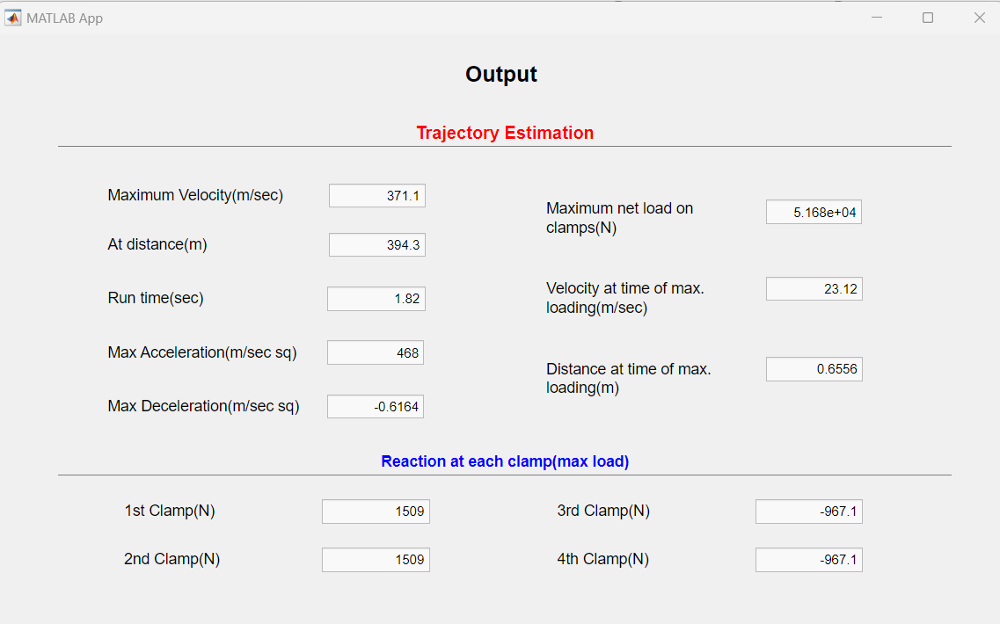 MATLAB App
Output
Trajectory Estimation
Maximum Velocity(m/sec) 371.1
At distance(m) 394.3
Run time(sec) 1.82
Max Acceleration(m/sec sq) 468
Max Deceleration(m/sec sq) -0.6164
Maximum net load on
clamps(N) 5.168e+04
Velocity at time of max.
loading(m/sec) 23.12
Distance at time of max.
loading(m) 0.6556
Reaction at each clamp(max load)
1st Clamp(N) 1509
2nd Clamp(N) 1509
3rd Clamp(N) -967.1
4th Clamp(N) -967.1